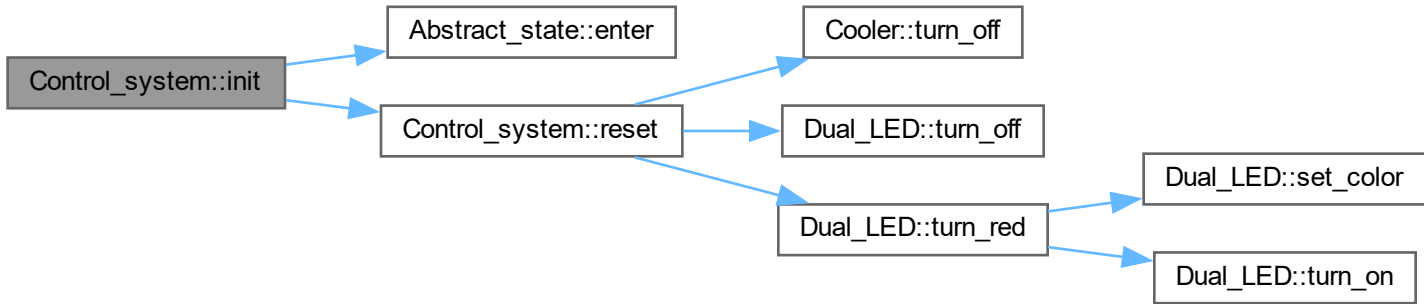 Control_system::init
Abstract_state::enter
Control_system::reset
Cooler::turn_off
Dual_LED::turn_off
Dual_LED::turn_red
Dual_LED::set_color
Dual_LED::turn_on